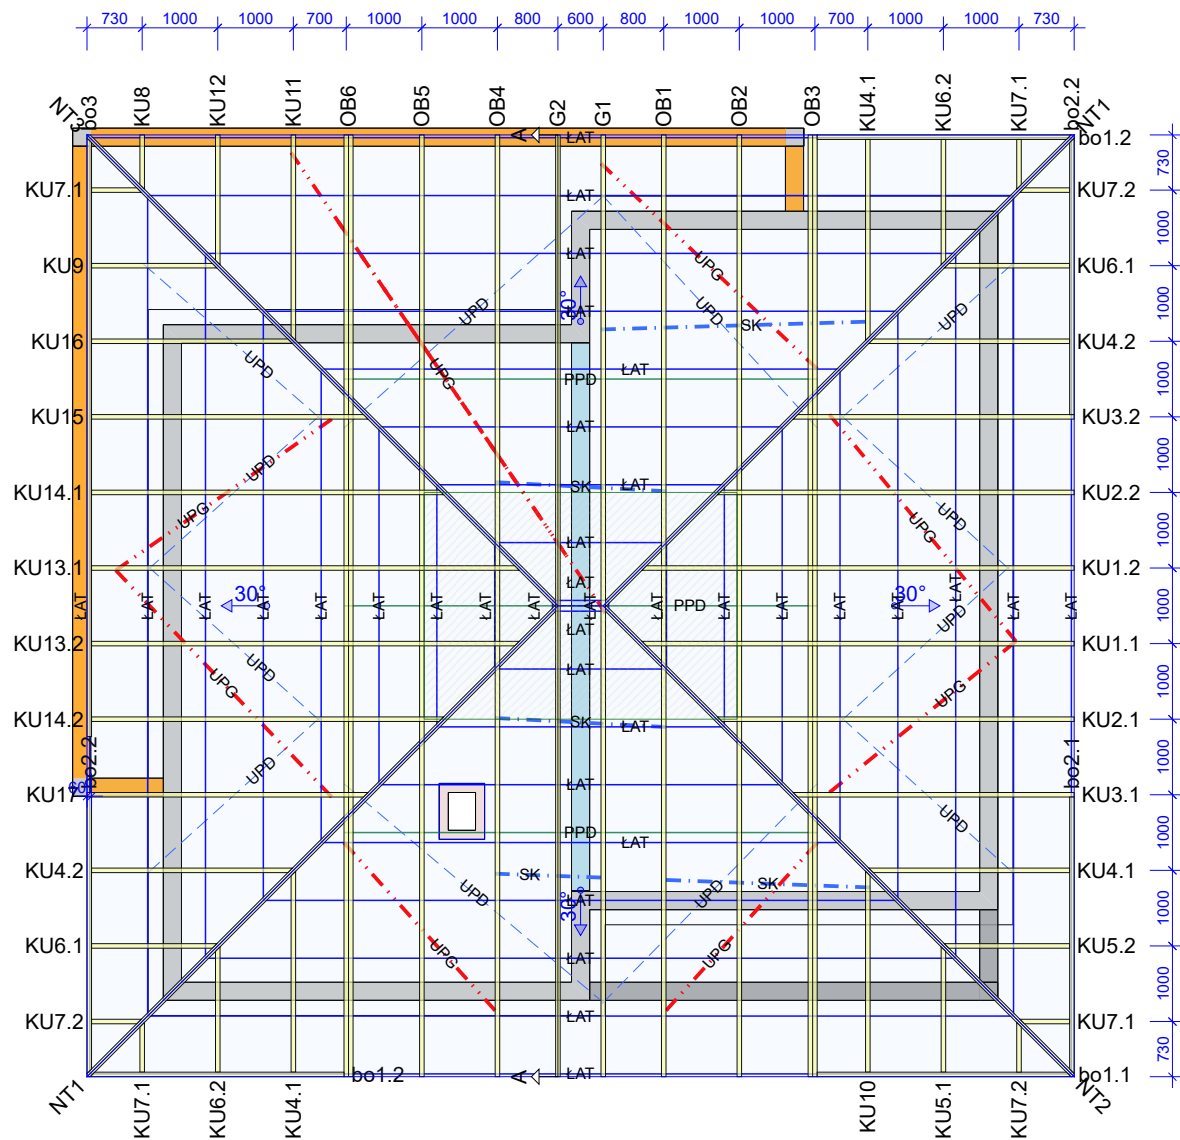 730 1000 1000 700 1000 1000 800 600 800 1000 1000 700 1000 1000 730
NT3 bo3 KU8 KU12 KU11 OB6 OB5 OB4 G2 G1 OB1 OB2 OB3 KU4.1 KU6.2 KU7.1 bo2.2 NT1
A ŁAT bo1.2
730
KU7.1 ŁAT KU7.2
1000
KU9 ŁAT UPG KU6.1
30° ŁAT UPD UPD UPD
1000
KU16 SK KU4.2
UPD UPG PPD ŁAT
1000
KU15 ŁAT KU3.2
UPD
1000
KU14.1 SK ŁAT KU2.2
UPG UPG UPD
1000
ŁAT
KU13.1 ŁAT ŁAT KU1.2
30° 30°
ŁAT ŁAT ŁAT ŁAT ŁAT ŁAT ŁAT ŁAT ŁAT ŁAT PPD ŁAT ŁAT ŁAT ŁAT ŁAT
1000
ŁAT UPD
KU13.2 KU1.1
UPD ŁAT
UPG UPG
1000
KU14.2 SK ŁAT KU2.1
bo2.2 UPD bo2.1
1000
60 KU17 ŁAT KU3.1
PPD ŁAT UPD
1000
KU4.2 SK SK KU4.1
UPD UPD
30° ŁAT
1000
KU6.1 UPG ŁAT UPG KU5.2
1000
KU7.2 ŁAT KU7.1
730
NT1 bo1.2 A ŁAT bo1.1 NT2
KU7.1 KU6.2 KU4.1 KU10 KU5.1 KU7.2